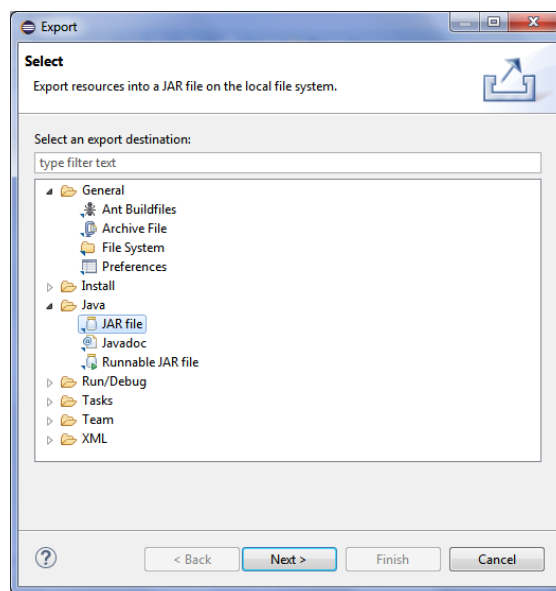 Export
Select
Export resources into a JAR file on the local file system.
Select an export destination:
type filter text
General
Ant Buildfiles
Archive File
File System
Preferences
Install
Java
JAR file
Javadoc
Runnable JAR file
Run/Debug
Tasks
Team
XML
? < Back Next > Finish Cancel